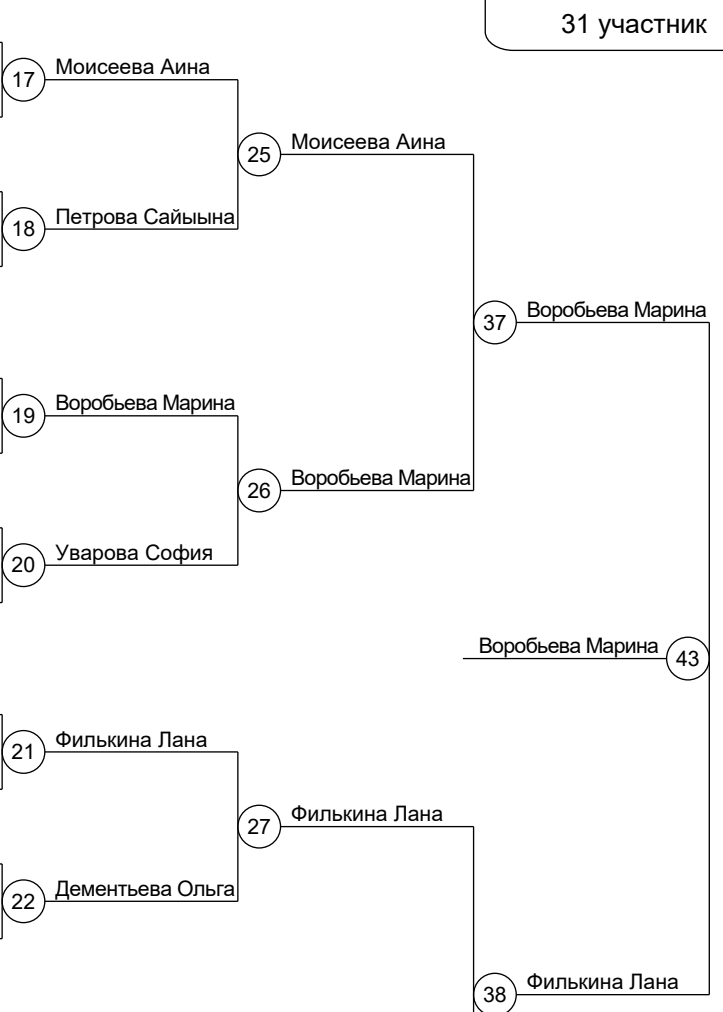 31 участник
17 Моисеева Аина
25 Моисеева Аина
18 Петрова Сайыына
37 Воробьева Марина
19 Воробьева Марина
26 Воробьева Марина
20 Уварова София
Воробьева Марина 43
21 Филькина Лана
27 Филькина Лана
22 Дементьева Ольга
38 Филькина Лана